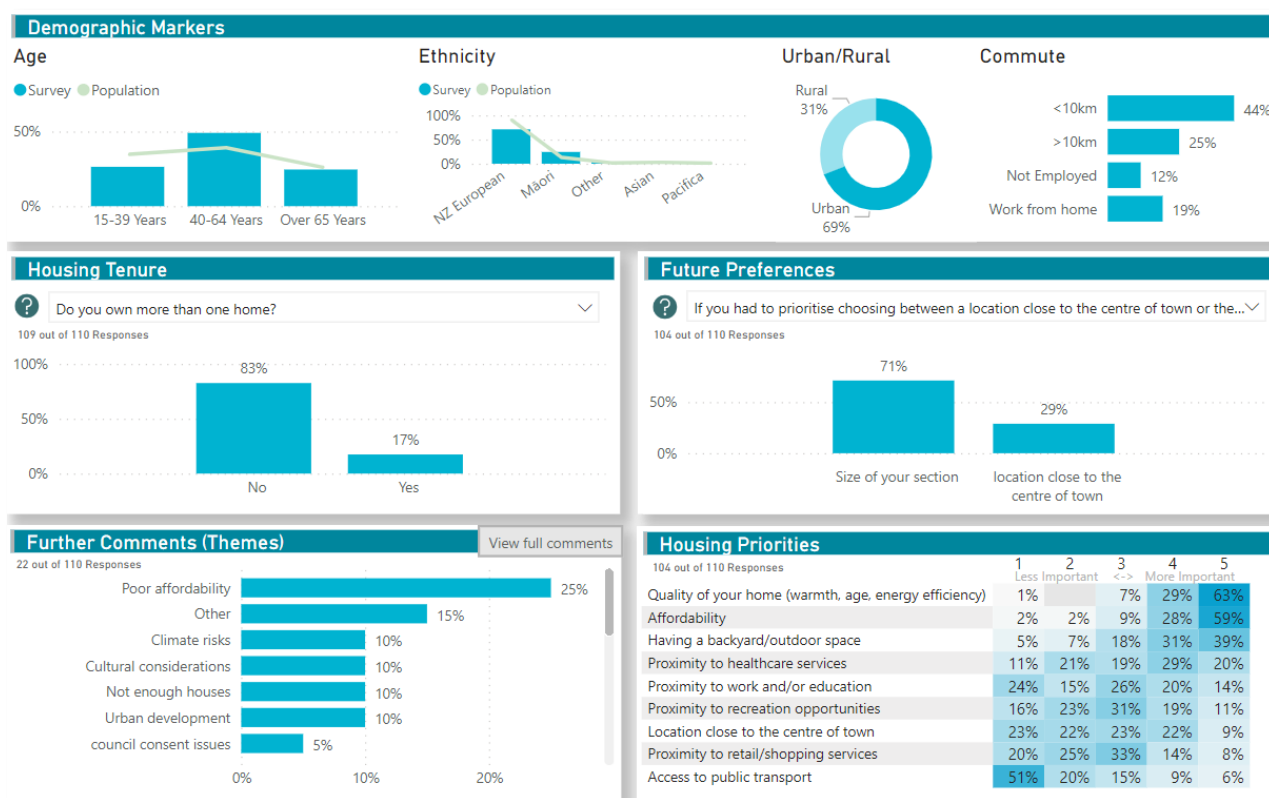 Demographic Markers
Age
Survey Population
50%
0%
15-39 Years 40-64 Years Over 65 Years
Ethnicity
Survey Population
100%
50%
0%
NZ European Māori Other Asian Pacifica
Urban/Rural
Rural
31%
Urban
69%
Commute
<10km 44%
>10km 25%
Not Employed 12%
Work from home 19%
Housing Tenure
? Do you own more than one home?
109 out of 110 Responses
100%
50%
0%
83%
17%
No Yes
Future Preferences
? If you had to prioritise choosing between a location close to the centre of town or the...
104 out of 110 Responses
50%
0%
71%
29%
Size of your section
location close to the
centre of town
Further Comments (Themes)
View full comments
22 out of 110 Responses
Poor affordability 25%
Other 15%
Climate risks 10%
Cultural considerations 10%
Not enough houses 10%
Urban development 10%
council consent issues 5%
0% 10% 20%
Housing Priorities
104 out of 110 Responses
1 2 3 4 5
Less Important <-> More Important
Quality of your home (warmth, age, energy efficiency) 1% 7% 29% 63%
Affordability 2% 2% 9% 28% 59%
Having a backyard/outdoor space 5% 7% 18% 31% 39%
Proximity to healthcare services 11% 21% 19% 29% 20%
Proximity to work and/or education 24% 15% 26% 20% 14%
Proximity to recreation opportunities 16% 23% 31% 19% 11%
Location close to the centre of town 23% 22% 23% 22% 9%
Proximity to retail/shopping services 20% 25% 33% 14% 8%
Access to public transport 51% 20% 15% 9% 6%